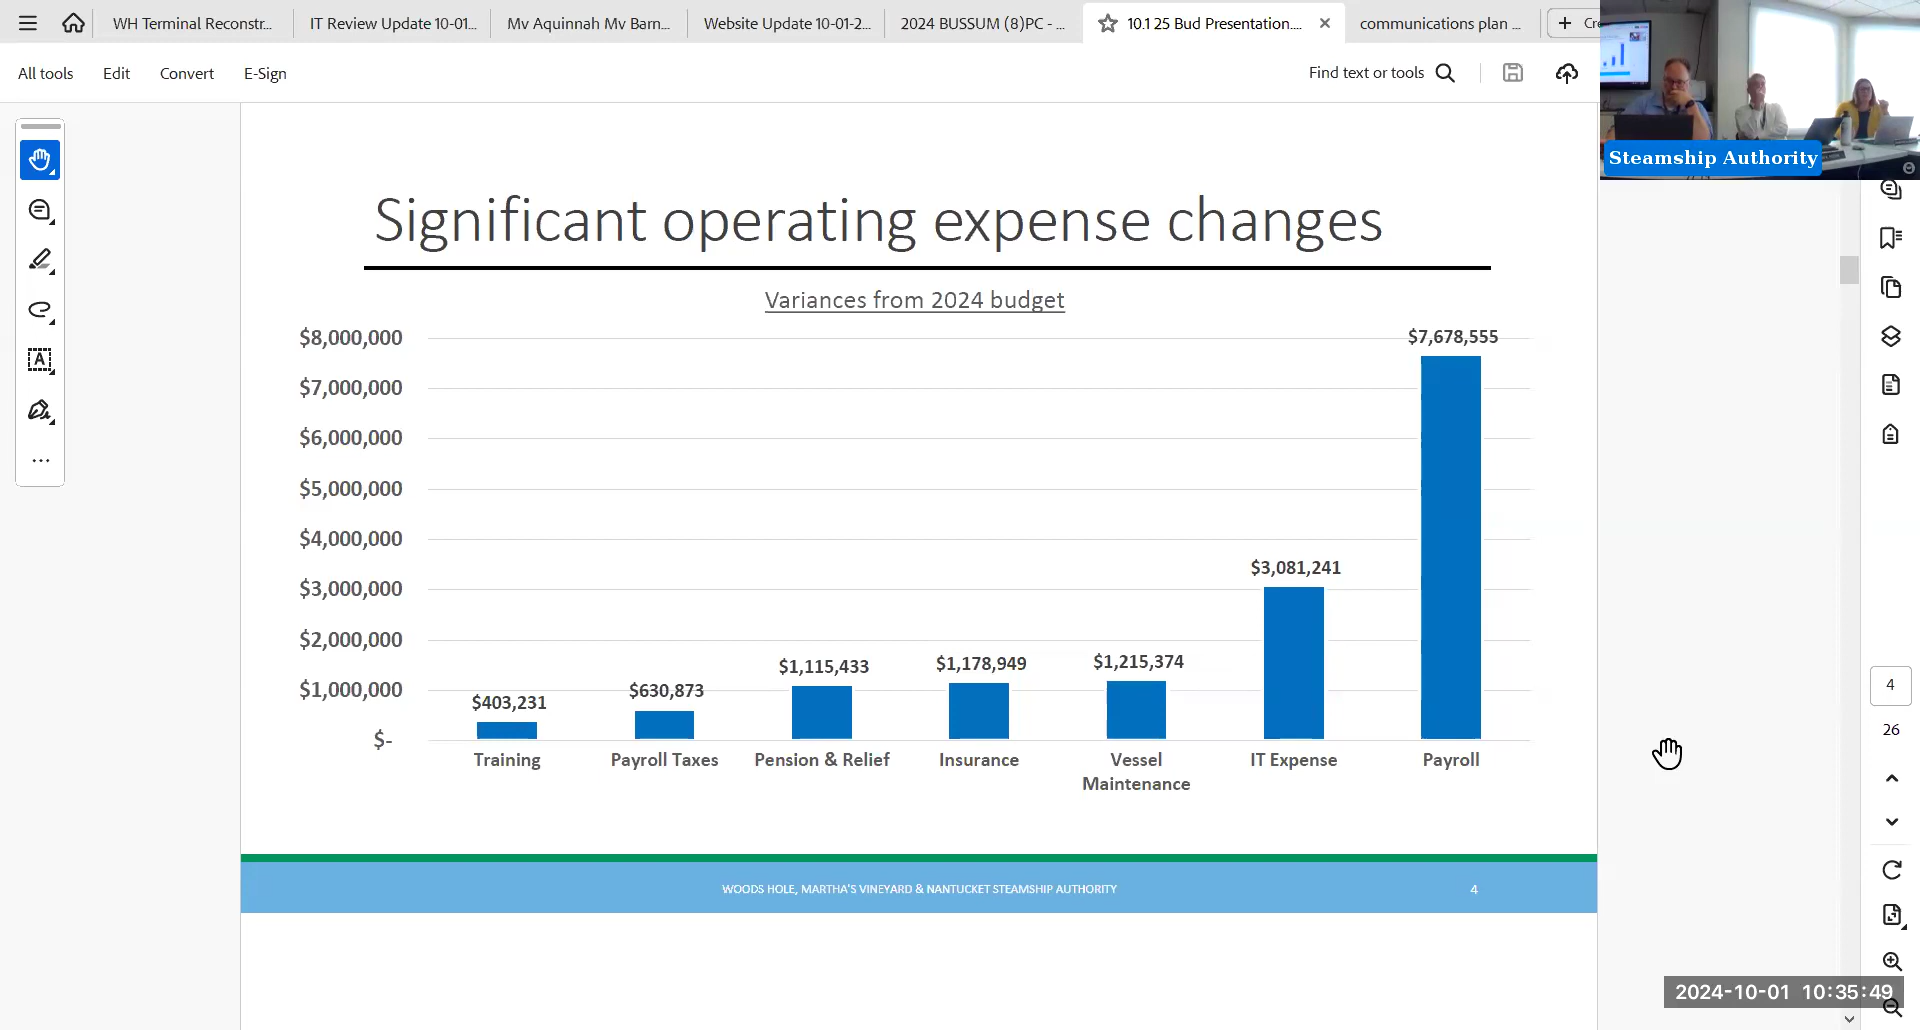 WH Terminal Reconstr...
IT Review Update 10-01...
Mv Aquinnah Mv Barn...
Website Update 10-01-2...
2024 BUSSUM (8)PC - ...
10.1 25 Bud Presentation....
communications plan ...
All tools
Edit
Convert
E-Sign
Find text or tools
Steamship Authority
Significant operating expense changes
Variances from 2024 budget
$8,000,000
$7,000,000
$6,000,000
$5,000,000
$4,000,000
$3,000,000
$2,000,000
$1,000,000
$-
$403,231
$630,873
$1,115,433
$1,178,949
$1,215,374
$3,081,241
$7,678,555
Training
Payroll Taxes
Pension & Relief
Insurance
Vessel
Maintenance
IT Expense
Payroll
WOODS HOLE, MARTHA'S VINEYARD & NANTUCKET STEAMSHIP AUTHORITY
4
4
26
2024-10-01 10:35:49